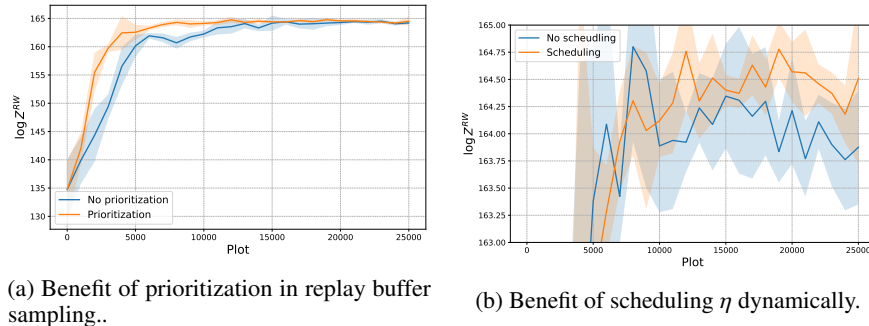 165
160
155
150
145
140
135
130
log Z^RW
No prioritization
Prioritization
0 5000 10000 15000 20000 25000
Plot
(a) Benefit of prioritization in replay buffer
sampling..
165.00
164.75
164.50
164.25
164.00
163.75
163.50
163.25
163.00
log Z^RW
No scheudling
Scheduling
0 5000 10000 15000 20000 25000
Plot
(b) Benefit of scheduling η dynamically.